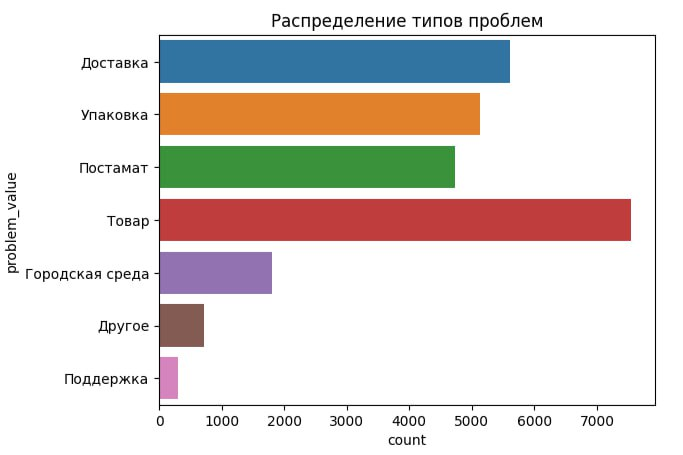 Распределение типов проблем
Доставка
Упаковка
Постамат
Товар
Городская среда
Другое
Поддержка
problem_value
0 1000 2000 3000 4000 5000 6000 7000
count